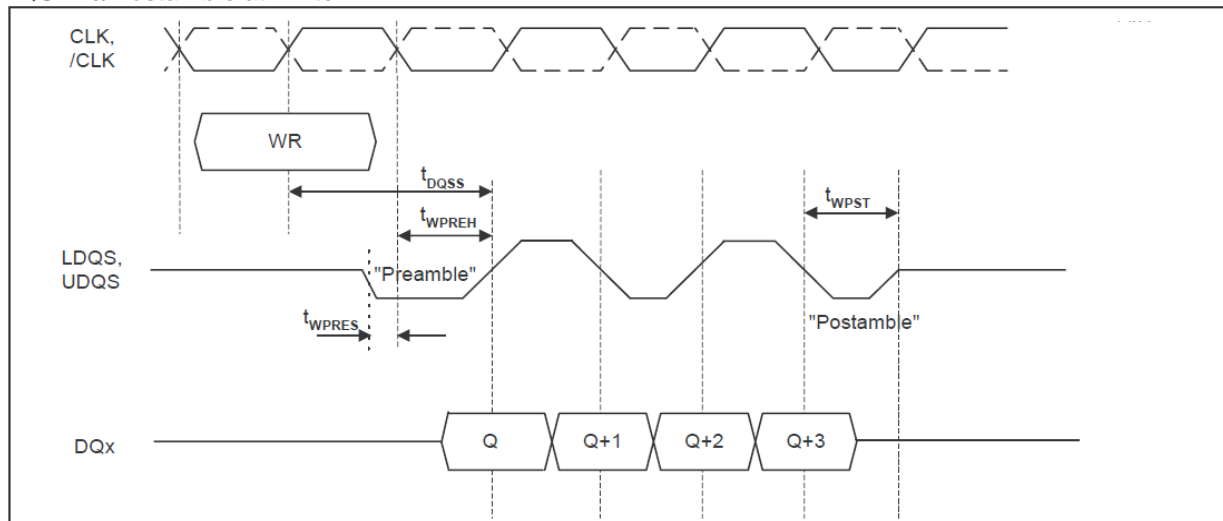 CLK,
/CLK
WR
tDQSS
tWPREH
tWPST
LDQS,
UDQS
"Preamble"
tWPRES
"Postamble"
DQx
Q
Q+1
Q+2
Q+3